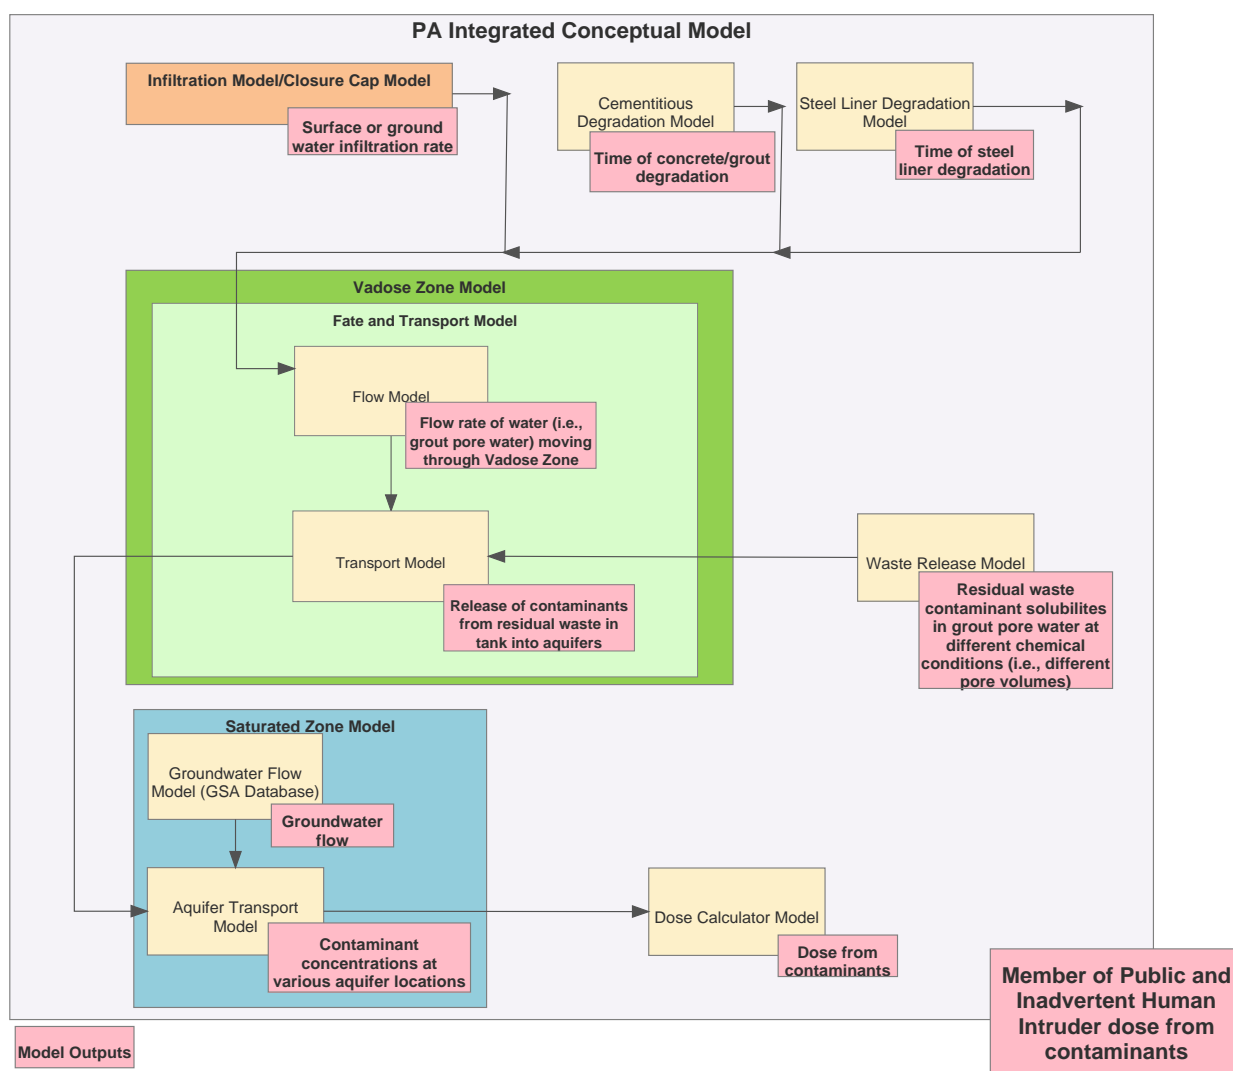 PA Integrated Conceptual Model
Infiltration Model/Closure Cap Model
Surface or ground
water infiltration rate
Cementitious
Degradation Model
Time of concrete/grout
degradation
Steel Liner Degradation
Model
Time of steel
liner degradation
Vadose Zone Model
Fate and Transport Model
Flow Model
Flow rate of water (i.e.,
grout pore water) moving
through Vadose Zone
Transport Model
Release of contaminants
from residual waste in
tank into aquifers
Waste Release Model
Residual waste
contaminant solubilites
in grout pore water at
different chemical
conditions (i.e., different
pore volumes)
Saturated Zone Model
Groundwater Flow
Model (GSA Database)
Groundwater
flow
Aquifer Transport
Model
Contaminant
concentrations at
various aquifer locations
Dose Calculator Model
Dose from
contaminants
Member of Public and
Inadvertent Human
Intruder dose from
contaminants
Model Outputs